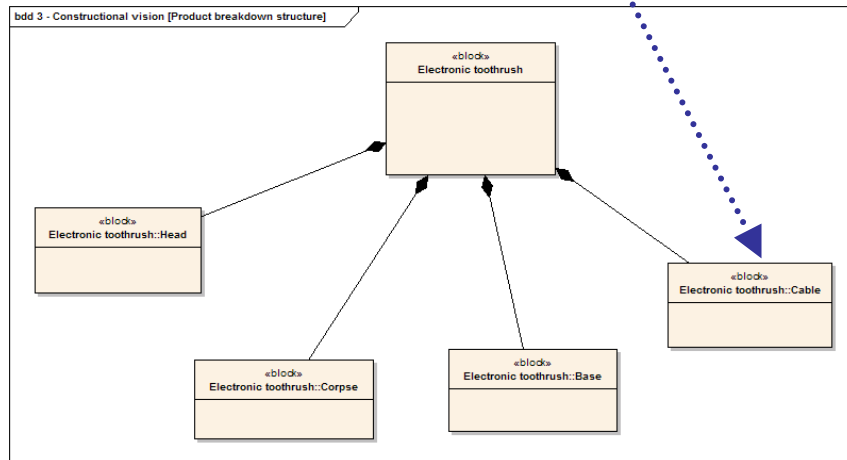 bdd 3 - Constructional vision [Product breakdown structure]
«block»
Electronic toothrush
«block»
Electronic toothrush::Head
«block»
Electronic toothrush::Cable
«block»
Electronic toothrush::Corpse
«block»
Electronic toothrush::Base